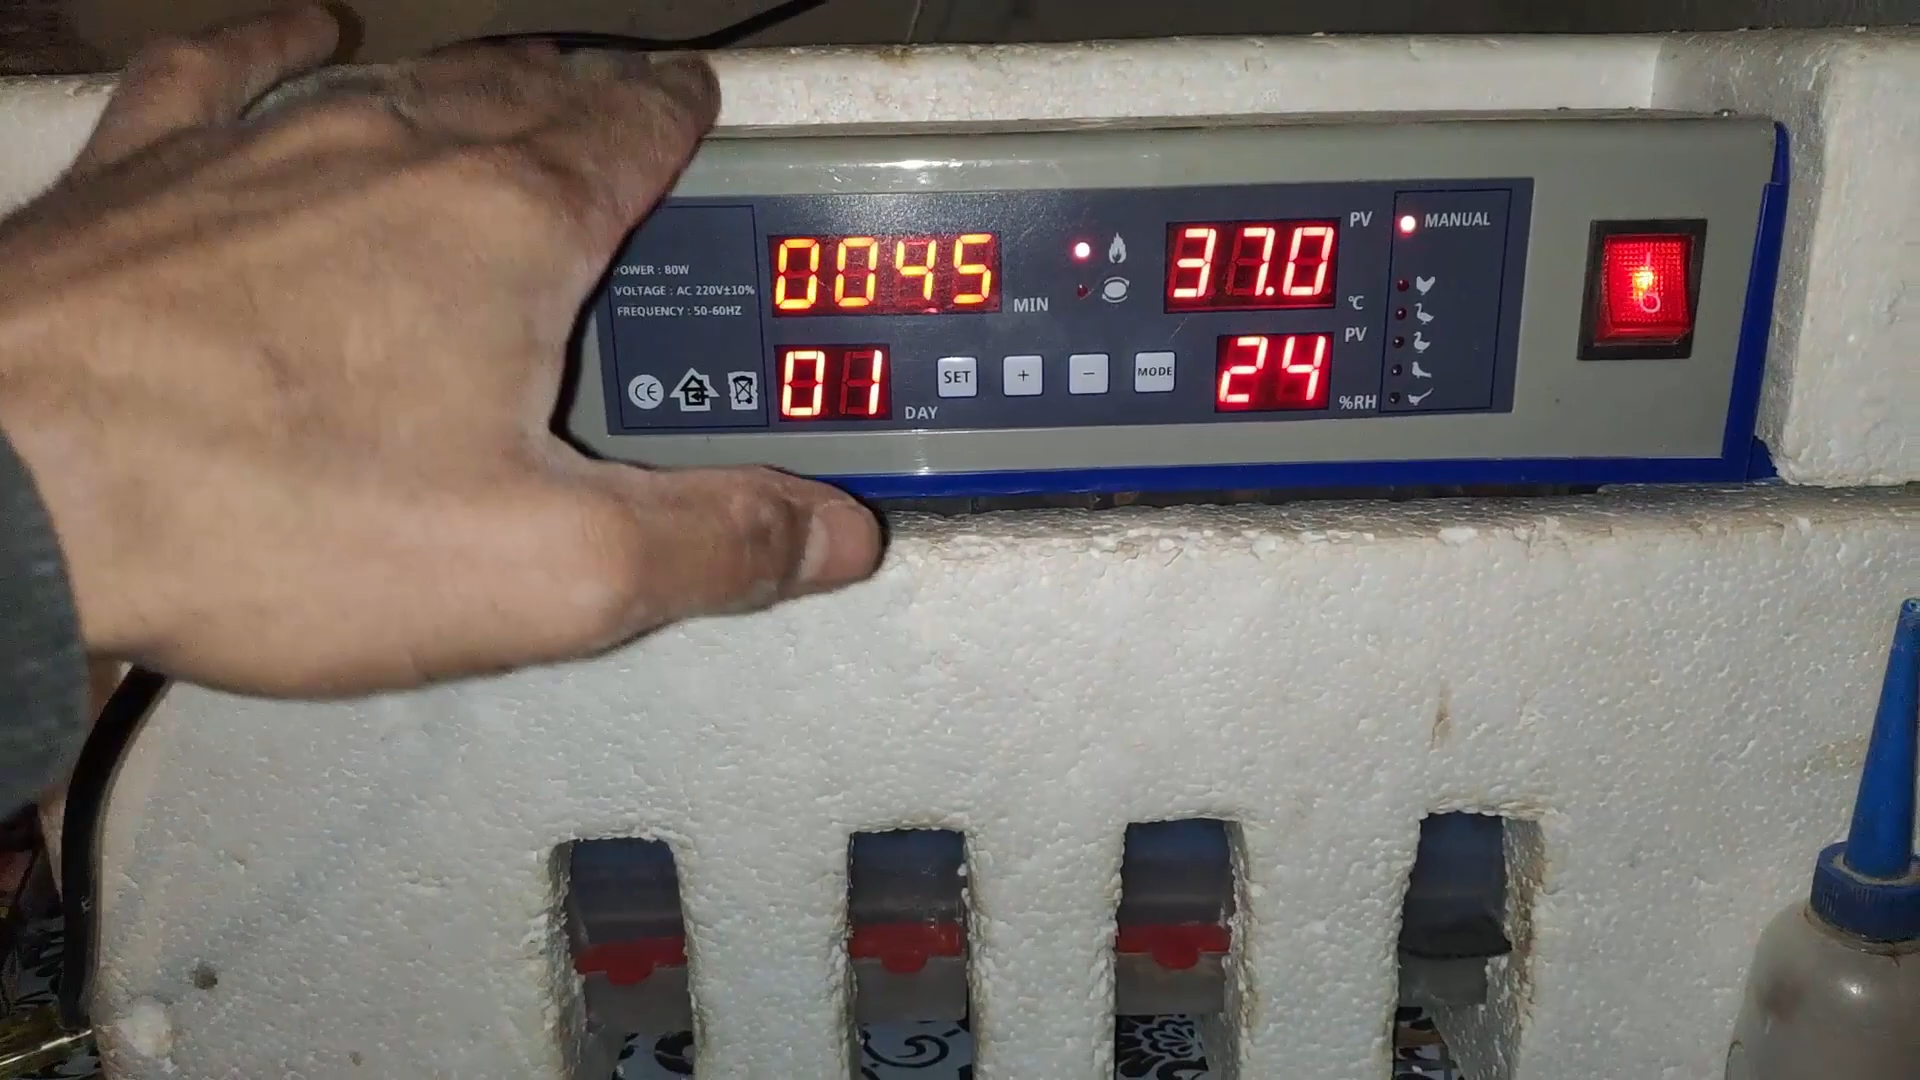 POWER : 80W
VOLTAGE : AC 220V±10%
FREQUENCY : 50-60HZ
CE
0045
MIN
01
DAY
SET
+
-
MODE
37.0
PV
℃
24
PV
%RH
MANUAL